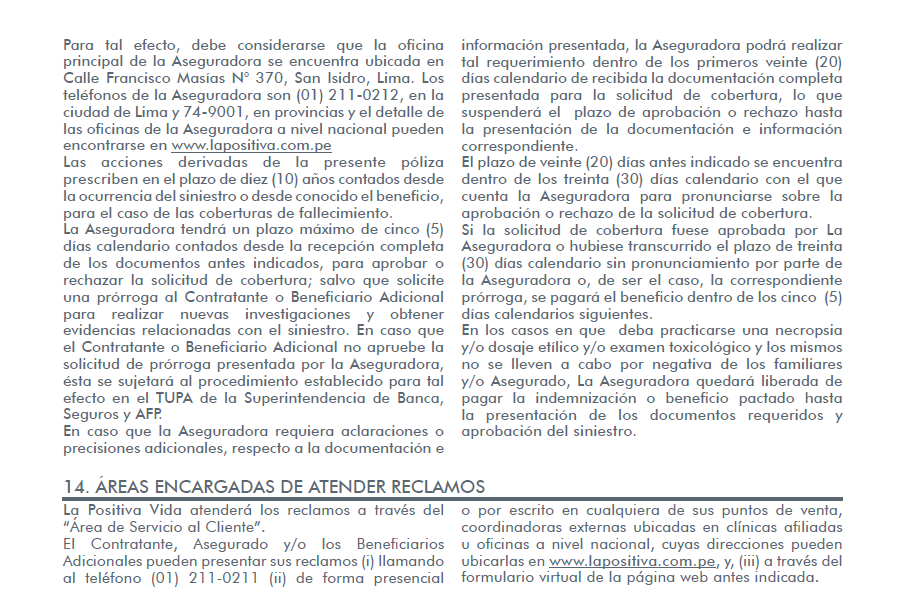 Para tal efecto, debe considerarse que la oficina
principal de la Aseguradora se encuentra ubicada en
Calle Francisco Masías N° 370, San Isidro, Lima. Los
teléfonos de la Aseguradora son (01) 211-0212, en la
ciudad de Lima y 74-9001, en provincias y el detalle de
las oficinas de la Aseguradora a nivel nacional pueden
encontrarse en www.lapositiva.com.pe
Las acciones derivadas de la presente póliza
prescriben en el plazo de diez (10) años contados desde
la ocurrencia del siniestro o desde conocido el beneficio,
para el caso de las coberturas de fallecimiento.
La Aseguradora tendrá un plazo máximo de cinco (5)
días calendario contados desde la recepción completa
de los documentos antes indicados, para aprobar o
rechazar la solicitud de cobertura; salvo que solicite
una prórroga al Contratante o Beneficiario Adicional
para realizar nuevas investigaciones y obtener
evidencias relacionadas con el siniestro. En caso que
el Contratante o Beneficiario Adicional no apruebe la
solicitud de prórroga presentada por la Aseguradora,
ésta se sujetará al procedimiento establecido para tal
efecto en el TUPA de la Superintendencia de Banca,
Seguros y AFP.
En caso que la Aseguradora requiera aclaraciones o
precisiones adicionales, respecto a la documentación e
información presentada, la Aseguradora podrá realizar
tal requerimiento dentro de los primeros veinte (20)
días calendario de recibida la documentación completa
presentada para la solicitud de cobertura, lo que
suspenderá el plazo de aprobación o rechazo hasta
la presentación de la documentación e información
correspondiente.
El plazo de veinte (20) días antes indicado se encuentra
dentro de los treinta (30) días calendario con el que
cuenta la Aseguradora para pronunciarse sobre la
aprobación o rechazo de la solicitud de cobertura.
Si la solicitud de cobertura fuese aprobada por La
Aseguradora o hubiese transcurrido el plazo de treinta
(30) días calendario sin pronunciamiento por parte de
la Aseguradora o, de ser el caso, la correspondiente
prórroga, se pagará el beneficio dentro de los cinco (5)
días calendarios siguientes.
En los casos en que deba practicarse una necropsia
y/o dosaje etílico y/o examen toxicológico y los mismos
no se lleven a cabo por negativa de los familiares
y/o Asegurado, La Aseguradora quedará liberada de
pagar la indemnización o beneficio pactado hasta
la presentación de los documentos requeridos y
aprobación del siniestro.
14. ÁREAS ENCARGADAS DE ATENDER RECLAMOS
La Positiva Vida atenderá los reclamos a través del
“Área de Servicio al Cliente”.
El Contratante, Asegurado y/o los Beneficiarios
Adicionales pueden presentar sus reclamos (i) llamando
al teléfono (01) 211-0211 (ii) de forma presencial
o por escrito en cualquiera de sus puntos de venta,
coordinadoras externas ubicadas en clínicas afiliadas
u oficinas a nivel nacional, cuyas direcciones pueden
ubicarlas en www.lapositiva.com.pe, y, (iii) a través del
formulario virtual de la página web antes indicada.